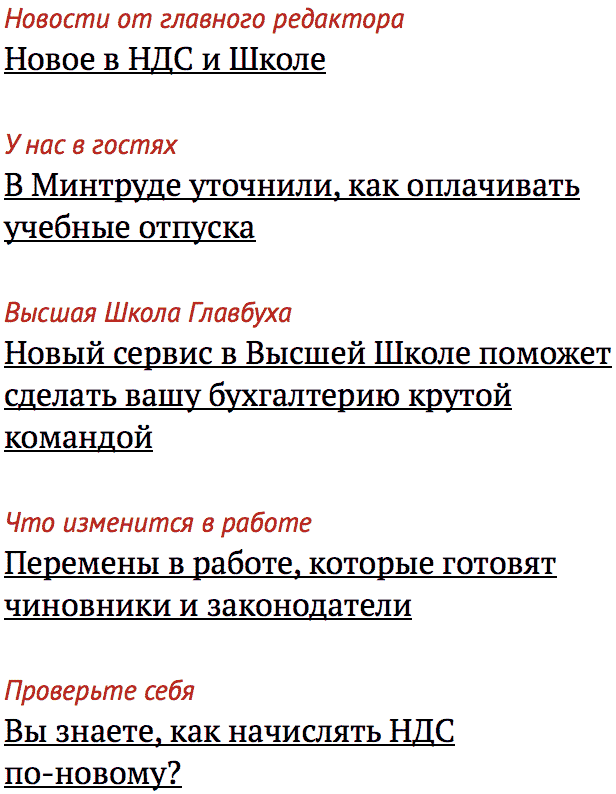 Новости от главного редактора
Новое в НДС и Школе
У нас в гостях
В Минтруде уточнили, как оплачивать
учебные отпуска
Высшая Школа Главбуха
Новый сервис в Высшей Школе поможет
сделать вашу бухгалтерию крутой
командой
Что изменится в работе
Перемены в работе, которые готовят
чиновники и законодатели
Проверьте себя
Вы знаете, как начислять НДС
по-новому?